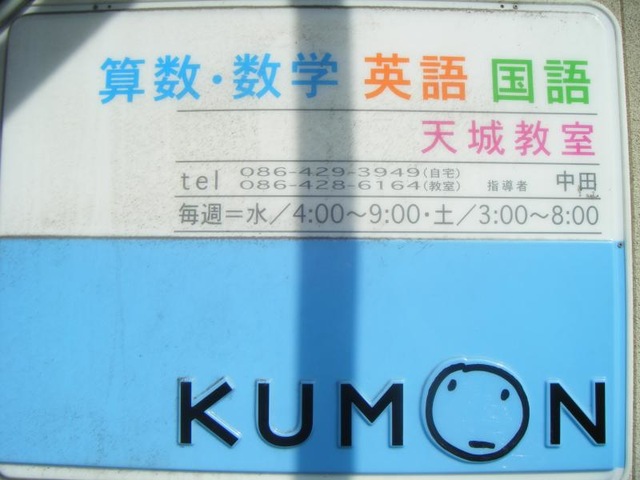 算数・数学 英語 国語
天城教室
tel 086-429-3949(自宅)
086-428-6164(教室) 指導者 中田
毎週=水/4:00〜9:00・土/3:00〜8:00
KUMON